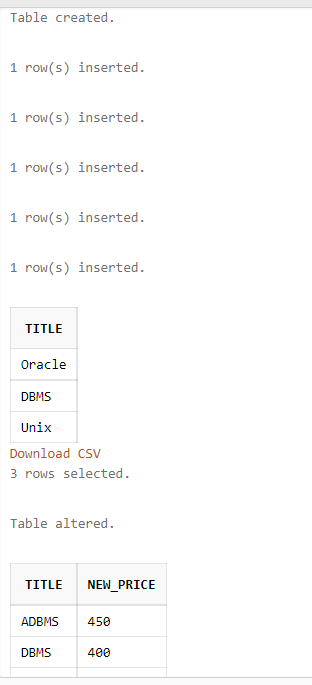 Table created.
1 row(s) inserted.
1 row(s) inserted.
1 row(s) inserted.
1 row(s) inserted.
1 row(s) inserted.
TITLE
Oracle
DBMS
Unix
Download CSV
3 rows selected.
Table altered.
TITLE NEW_PRICE
ADBMS 450
DBMS 400